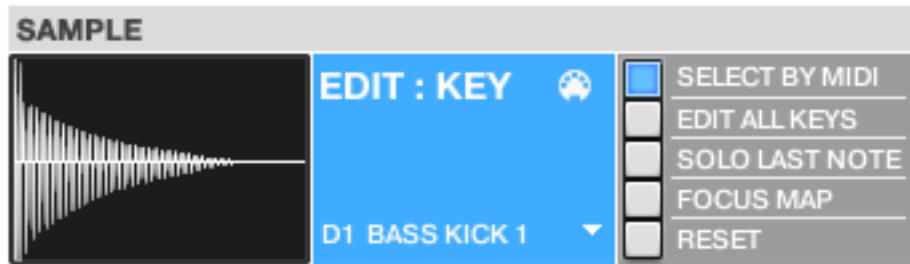 SAMPLE
EDIT : KEY
D1 BASS KICK 1
SELECT BY MIDI
EDIT ALL KEYS
SOLO LAST NOTE
FOCUS MAP
RESET